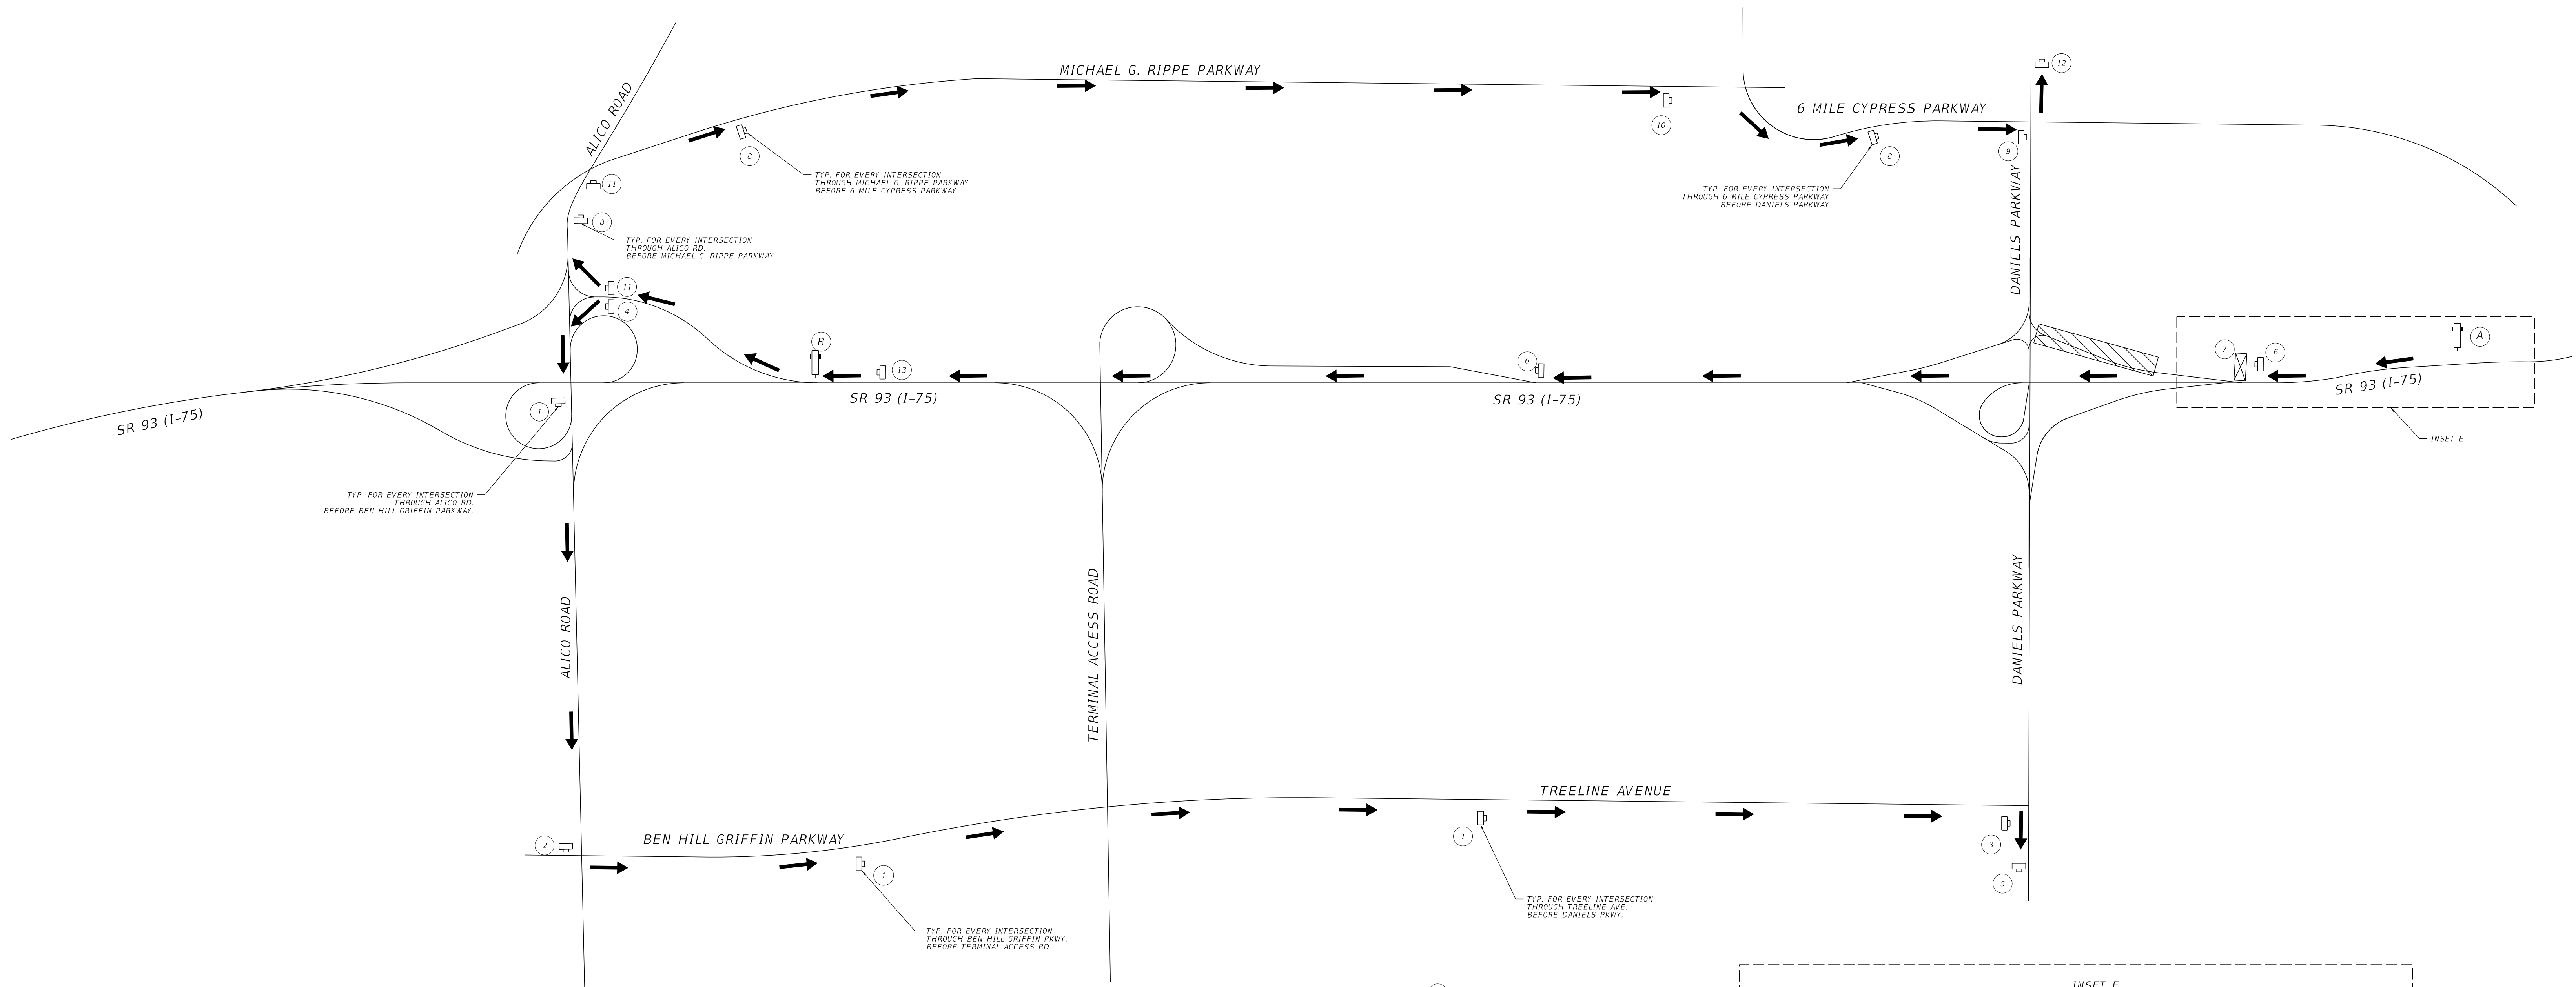 MICHAEL G. RIPPE PARKWAY
6 MILE CYPRESS PARKWAY
ALICO ROAD
12
10
8
8
9
TYP. FOR EVERY INTERSECTION
THROUGH MICHAEL G. RIPPE PARKWAY
BEFORE 6 MILE CYPRESS PARKWAY
TYP. FOR EVERY INTERSECTION
THROUGH 6 MILE CYPRESS PARKWAY
BEFORE DANIELS PARKWAY
DANIELS PARKWAY
11
8
TYP. FOR EVERY INTERSECTION
THROUGH ALICO RD.
BEFORE MICHAEL G. RIPPE PARKWAY
11
4
B
13
6
7
6
A
SR 93 (I-75)
SR 93 (I-75)
SR 93 (I-75)
SR 93 (I-75)
1
INSET E
TYP. FOR EVERY INTERSECTION
THROUGH ALICO RD.
BEFORE BEN HILL GRIFFIN PARKWAY.
ALICO ROAD
TERMINAL ACCESS ROAD
DANIELS PARKWAY
TREELINE AVENUE
BEN HILL GRIFFIN PARKWAY
2
1
1
3
5
TYP. FOR EVERY INTERSECTION
THROUGH TREELINE AVE.
BEFORE DANIELS PKWY.
TYP. FOR EVERY INTERSECTION
THROUGH BEN HILL GRIFFIN PKWY.
BEFORE TERMINAL ACCESS RD.
INSET E